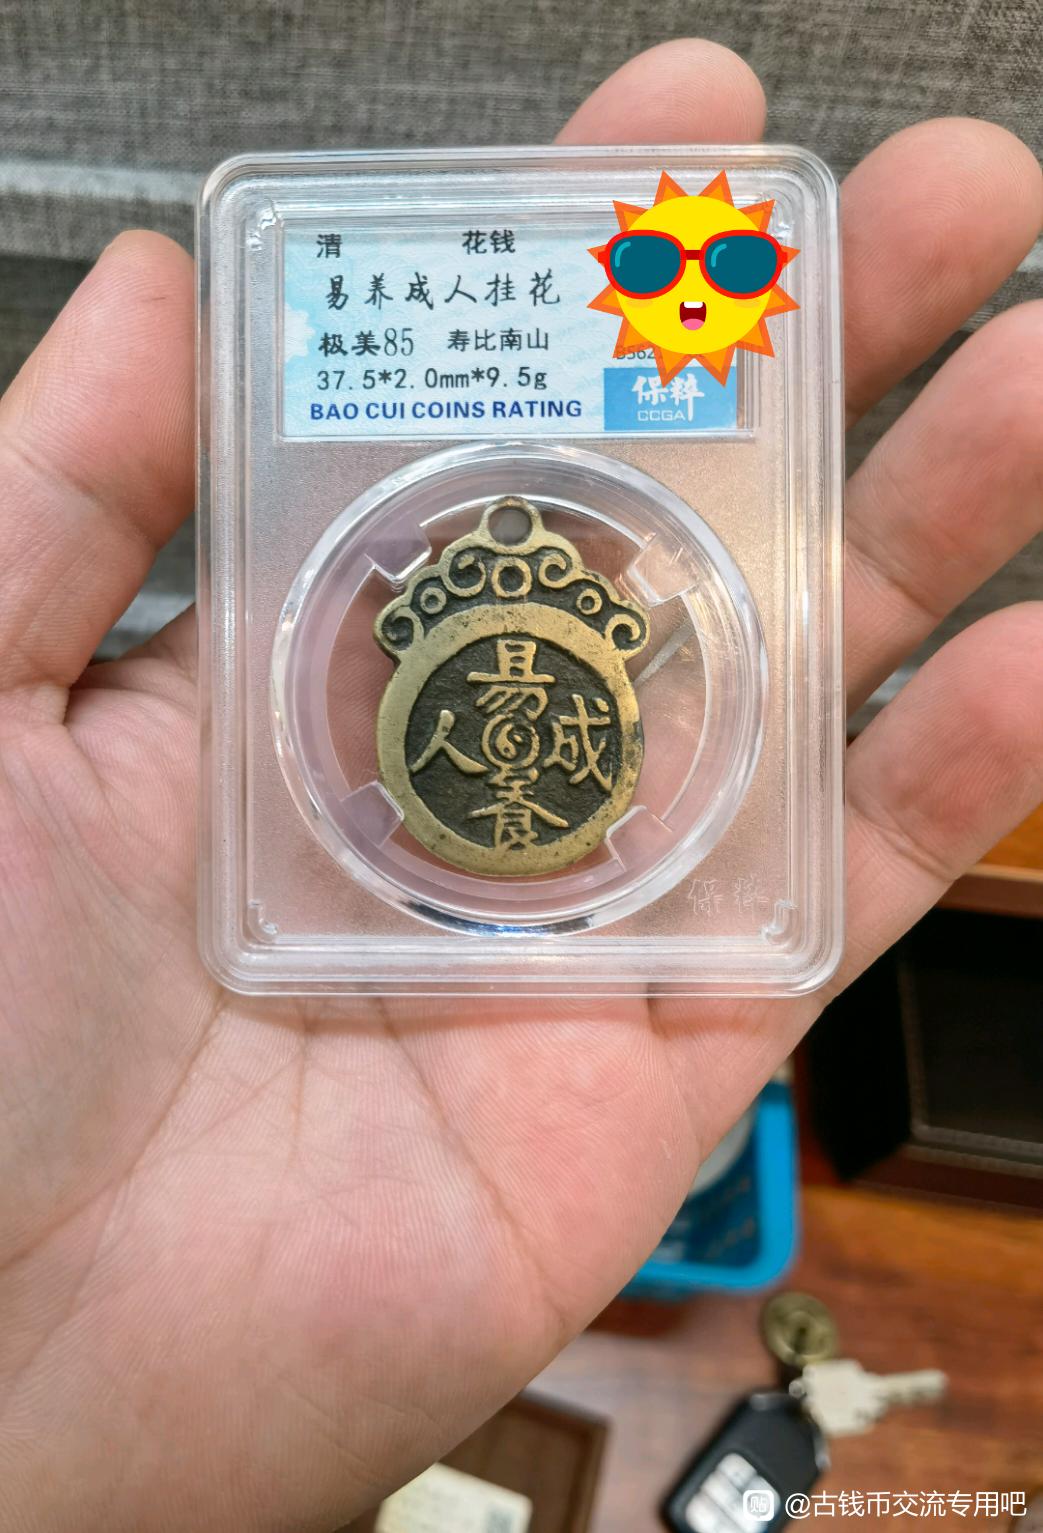 清 花钱
易养成人挂花
极美85 寿比南山
37.5*2.0mm*9.5g
BAO CUI COINS RATING
保粹
CCGA
易
人 成
養
保粹
贴 @古钱币交流专用吧